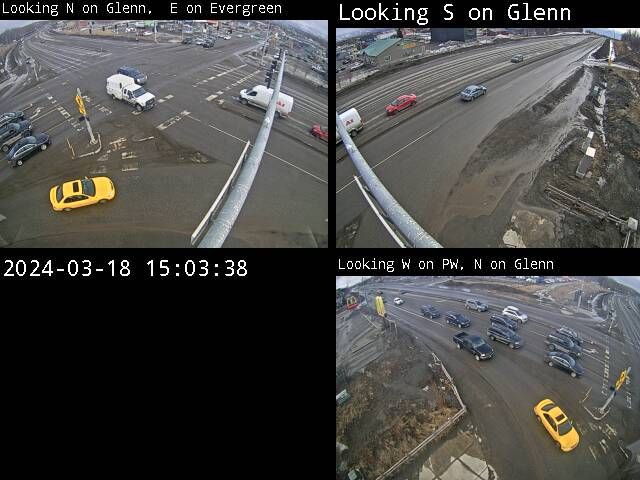 Looking N on Glenn, E on Evergreen
Looking S on Glenn
2024-03-18 15:03:38
Looking W on PW, N on Glenn